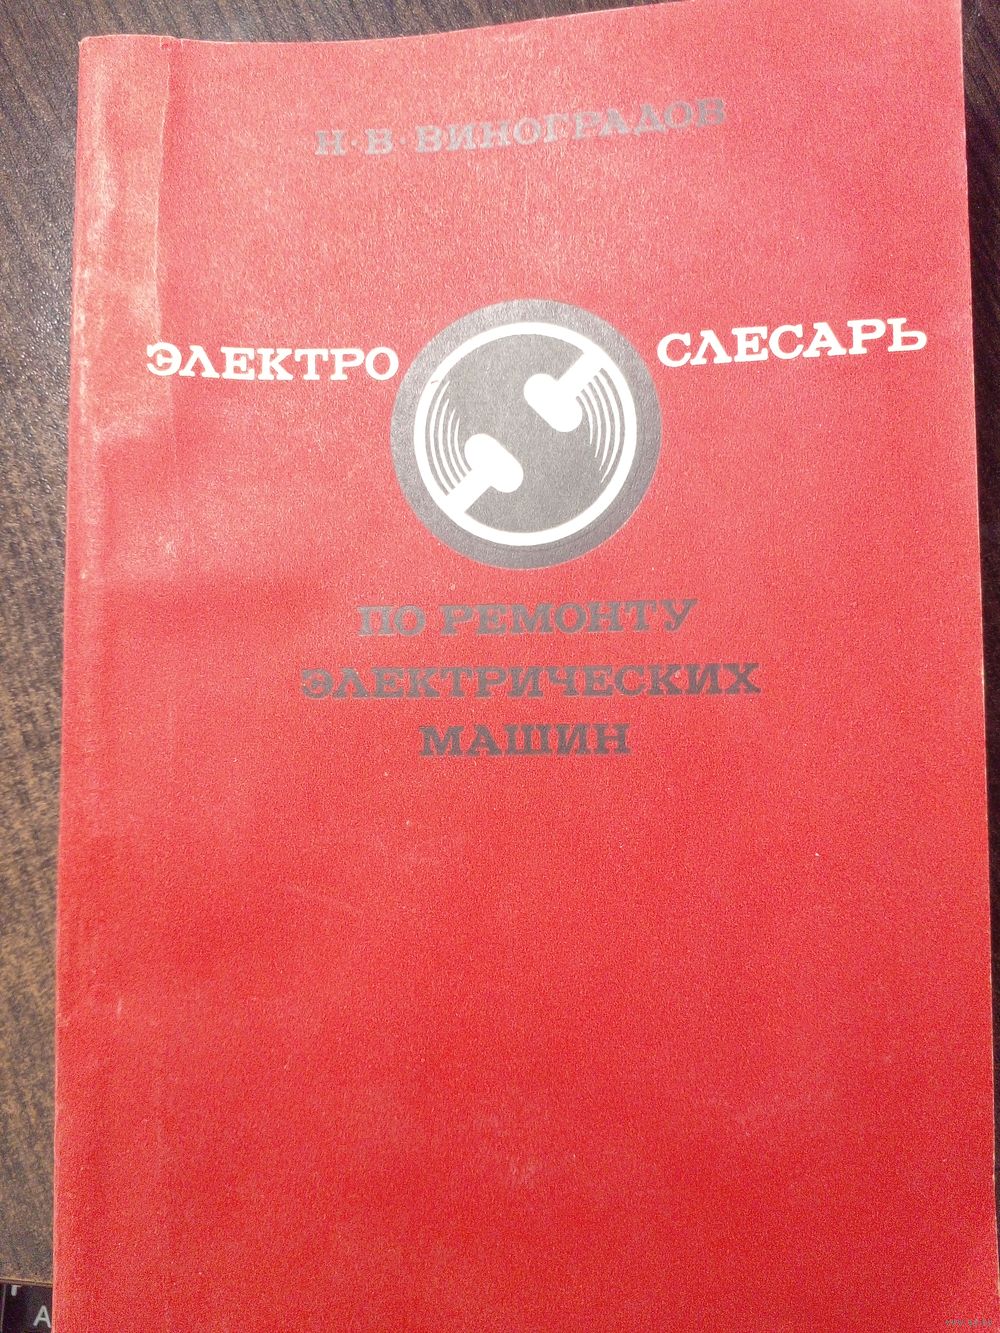 Н·В·ВИНОГРАДОВ
ЭЛЕКТРО СЛЕСАРЬ
ПО РЕМОНТУ
ЭЛЕКТРИЧЕСКИХ
МАШИН
А